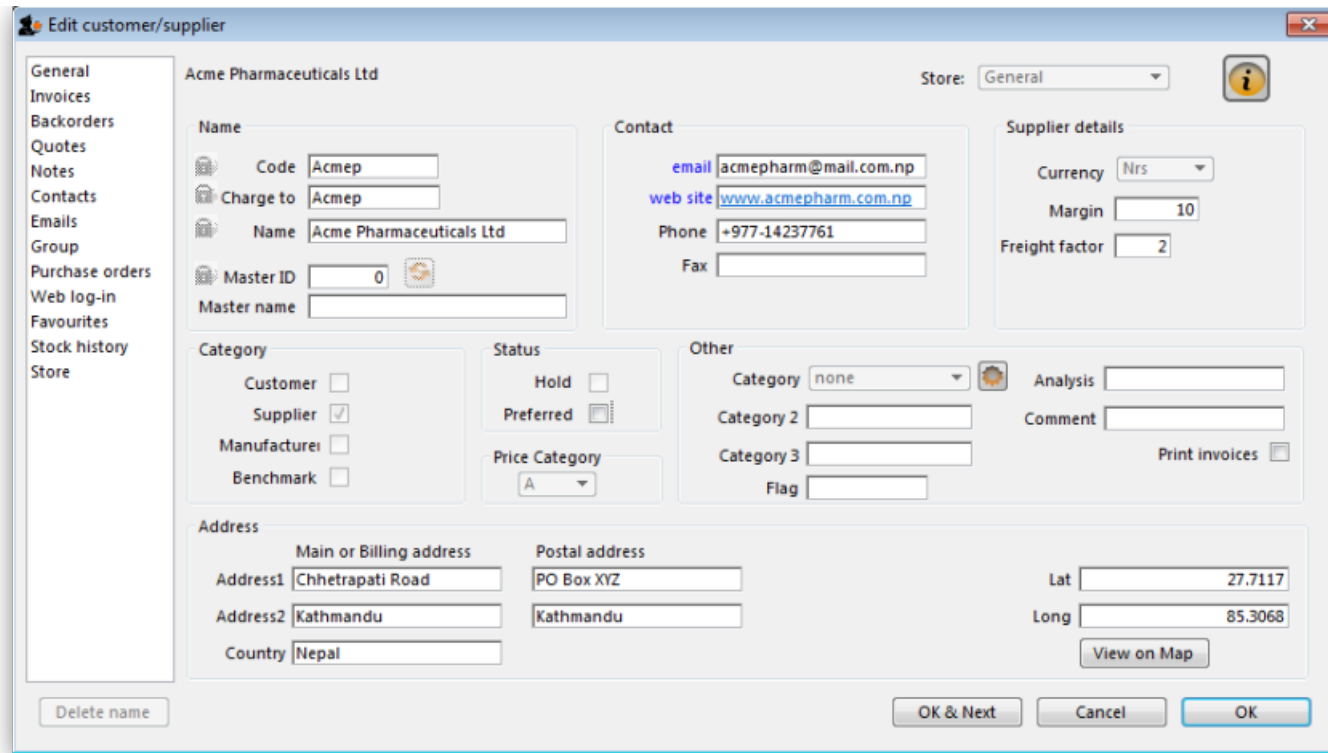 Edit customer/supplier
General
Invoices
Backorders
Quotes
Notes
Contacts
Emails
Group
Purchase orders
Web log-in
Favourites
Stock history
Store
Acme Pharmaceuticals Ltd
Store: General
Name
Code Acmep
Charge to Acmep
Name Acme Pharmaceuticals Ltd
Master ID 0
Master name
Contact
email acmepharm@mail.com.np
web site www.acmepharm.com.np
Phone +977-14237761
Fax
Supplier details
Currency Nrs
Margin 10
Freight factor 2
Category
Customer
Supplier
Manufacturer
Benchmark
Status
Hold
Preferred
Price Category
A
Other
Category none
Category 2
Category 3
Flag
Analysis
Comment
Print invoices
Address
Main or Billing address Postal address
Address1 Chhetrapati Road PO Box XYZ
Address2 Kathmandu Kathmandu
Country Nepal
Lat 27.7117
Long 85.3068
View on Map
Delete name
OK & Next
Cancel
OK